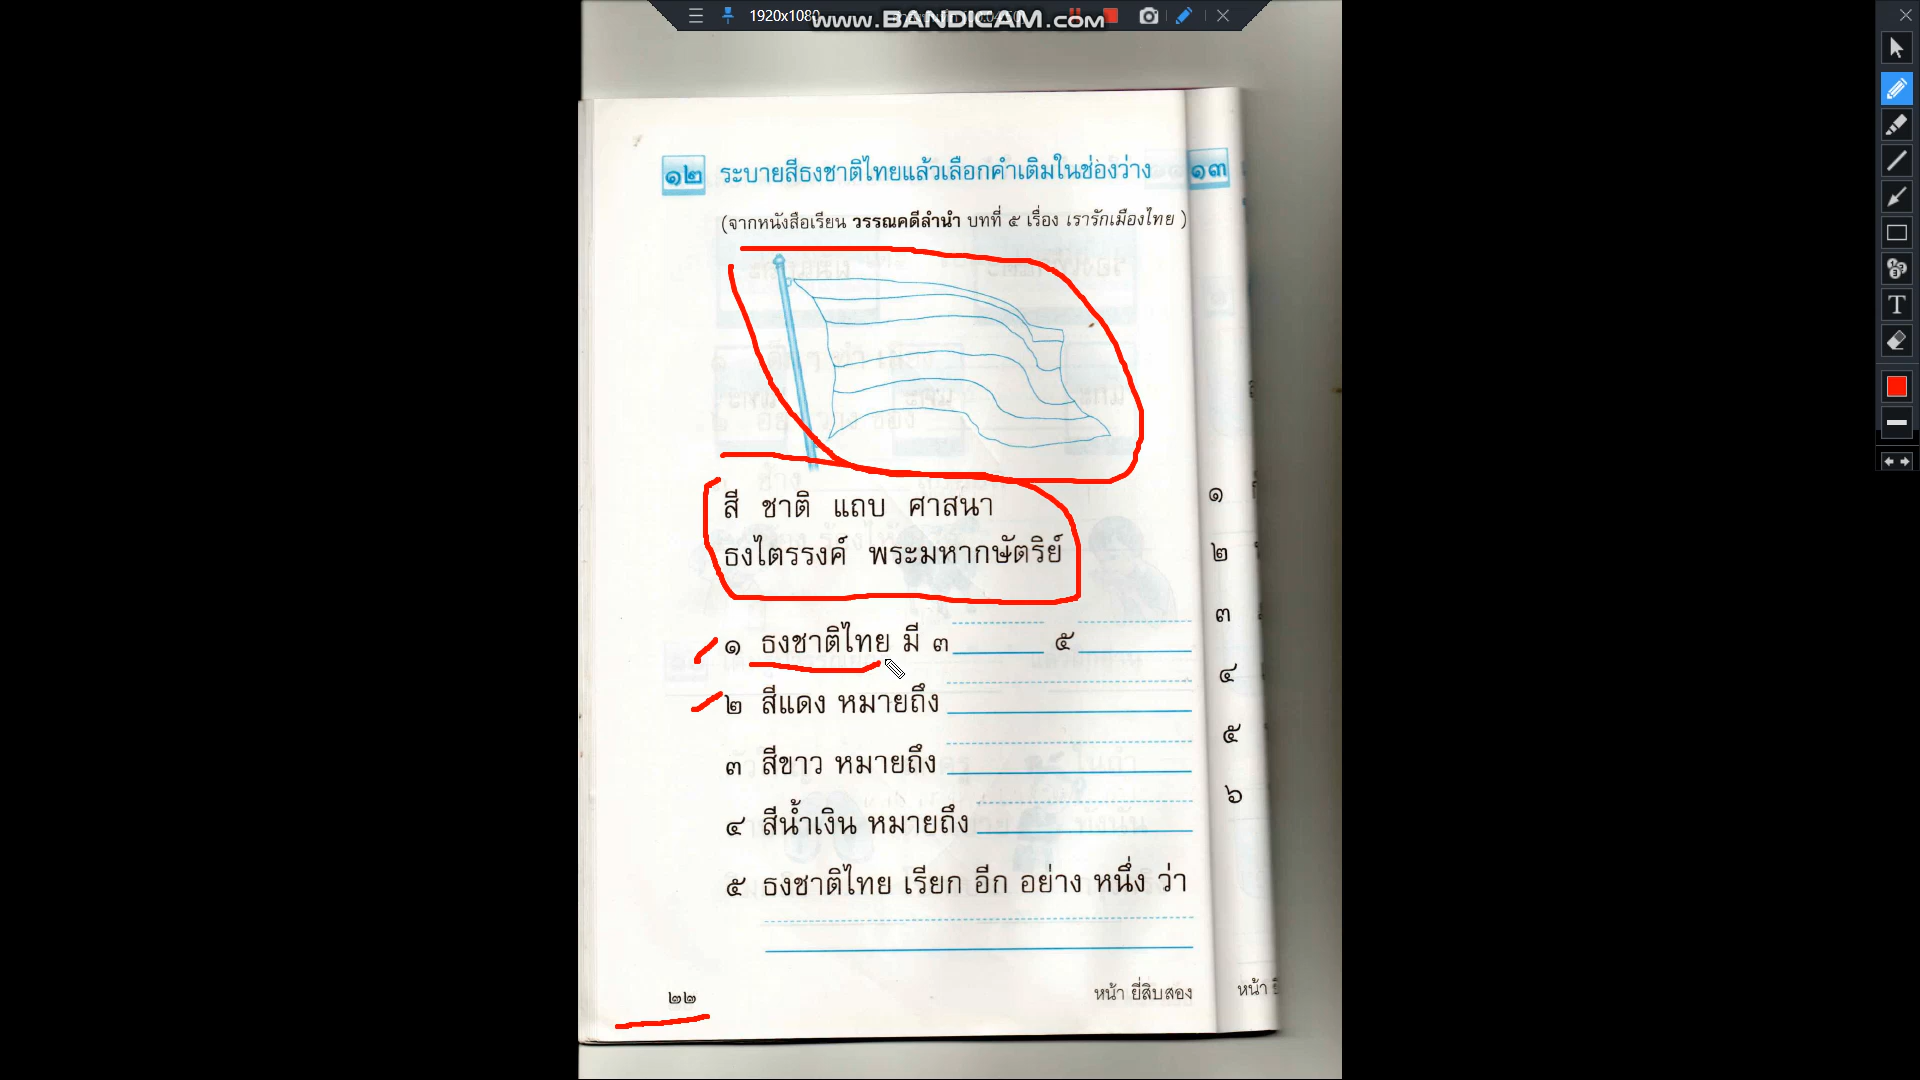 1920x1080
www.BANDICAM.com
๑๒ ระบายสีธงชาติไทยแล้วเลือกคำเติมในช่องว่าง
(จากหนังสือเรียน วรรณคดีลำนำ บทที่ ๕ เรื่อง เรารักเมืองไทย )
สี ชาติ แถบ ศาสนา
ธงไตรรงค์ พระมหากษัตริย์
๑ ธงชาติไทย มี ๓ ๕
๒ สีแดง หมายถึง
๓ สีขาว หมายถึง
๔ สีน้ำเงิน หมายถึง
๕ ธงชาติไทย เรียก อีก อย่าง หนึ่ง ว่า
๒๒
หน้า ยี่สิบสอง
๑๓
๑
๒
๓
๔
๕
๖
หน้า